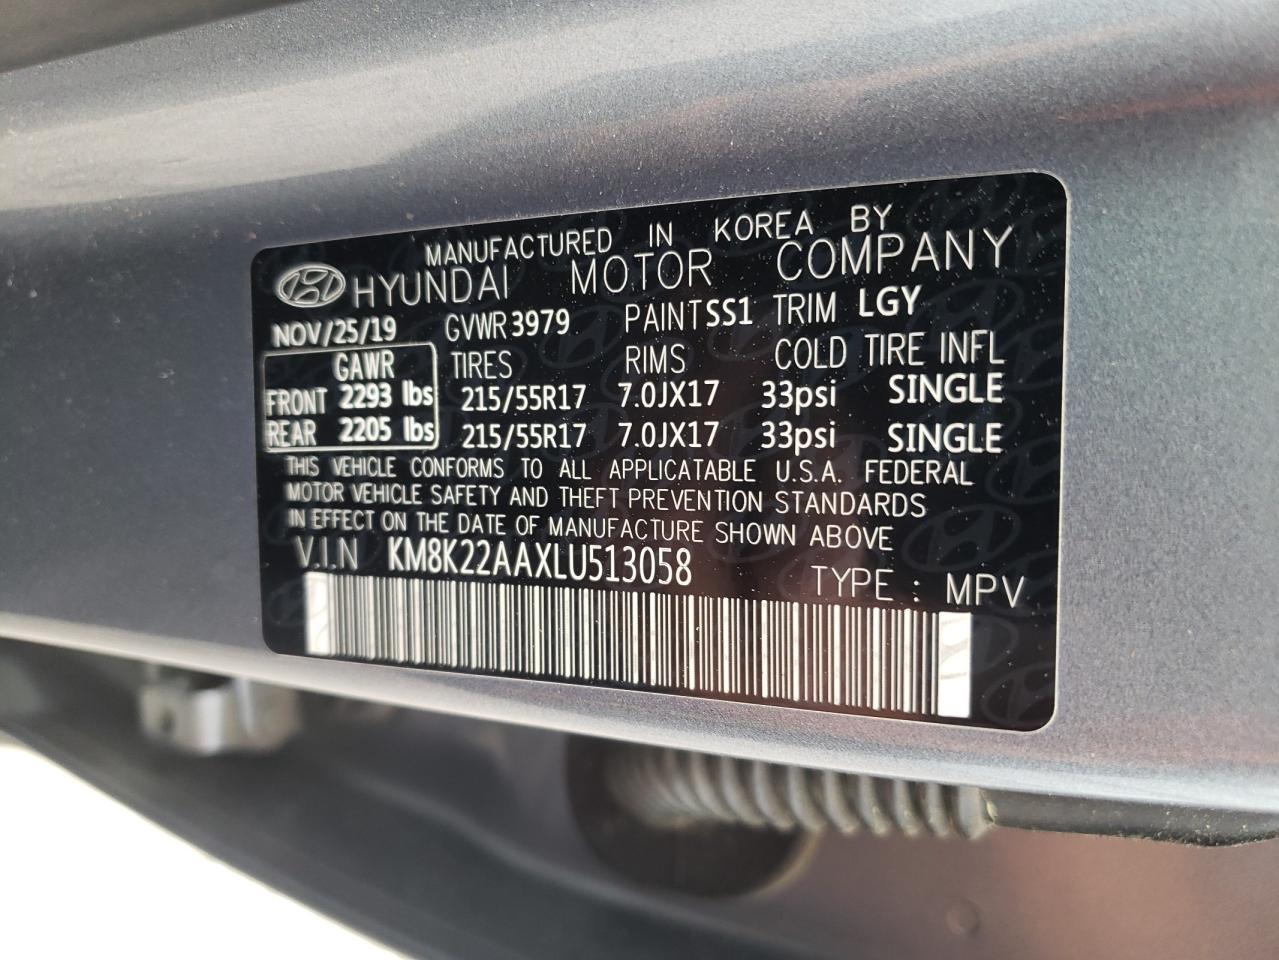 MANUFACTURED IN KOREA BY
HYUNDAI MOTOR COMPANY
NOV/25/19 GVWR 3979 PAINT SS1 TRIM LGY
GAWR TIRES RIMS COLD TIRE INFL
FRONT 2293 lbs 215/55R17 7.0JX17 33psi SINGLE
REAR 2205 lbs 215/55R17 7.0JX17 33psi SINGLE
THIS VEHICLE CONFORMS TO ALL APPLICATABLE U.S.A. FEDERAL
MOTOR VEHICLE SAFETY AND THEFT PREVENTION STANDARDS
IN EFFECT ON THE DATE OF MANUFACTURE SHOWN ABOVE
V.I.N KM8K22AAXLU513058 TYPE : MPV